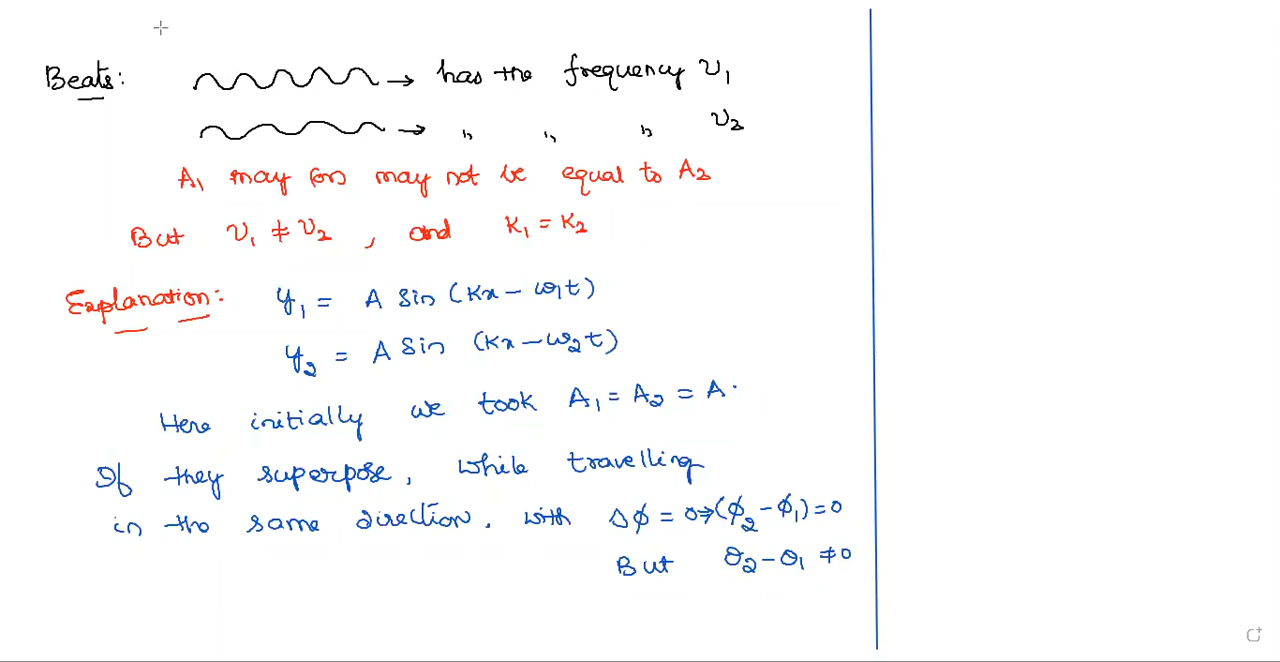 Beats: has the frequency ν1
" " " ν2
A1 may (or) may not be equal to A2
But ν1 ≠ ν2 , and K1 = K2
Explanation: y1 = A sin (Kx - ω1t)
y2 = A sin (Kx - ω2t)
Here initially we took A1 = A2 = A.
If they superpose, while travelling
in the same direction, with Δϕ = 0 ⇒ (ϕ2 - ϕ1) = 0
But θ2 - θ1 ≠ 0